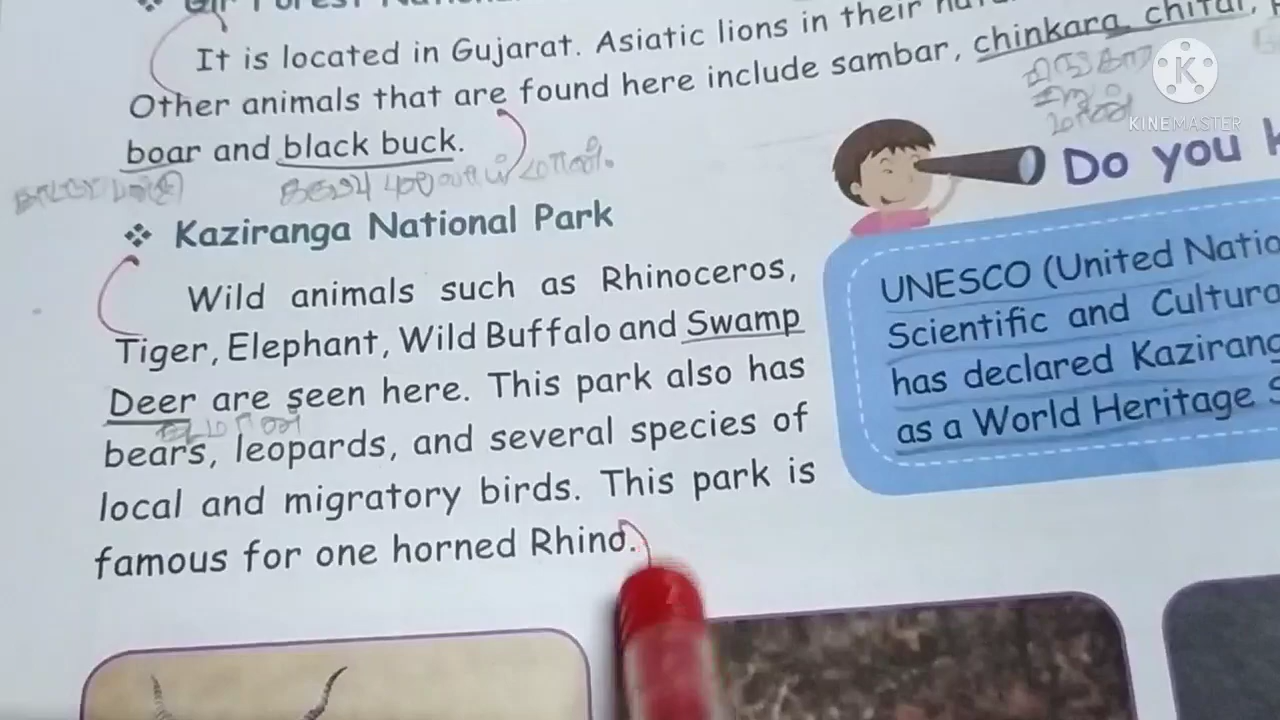 Gir Forest National
It is located in Gujarat. Asiatic lions in their
Other animals that are found here include sambar, chinkara, chital,
boar and black buck.
Kaziranga National Park
Wild animals such as Rhinoceros,
Tiger, Elephant, Wild Buffalo and Swamp
Deer are seen here. This park also has
bears, leopards, and several species of
local and migratory birds. This park is
famous for one horned Rhino.
KINEMASTER
Do you
UNESCO (United Natio
Scientific and Cultura
has declared Kazirang
as a World Heritage S